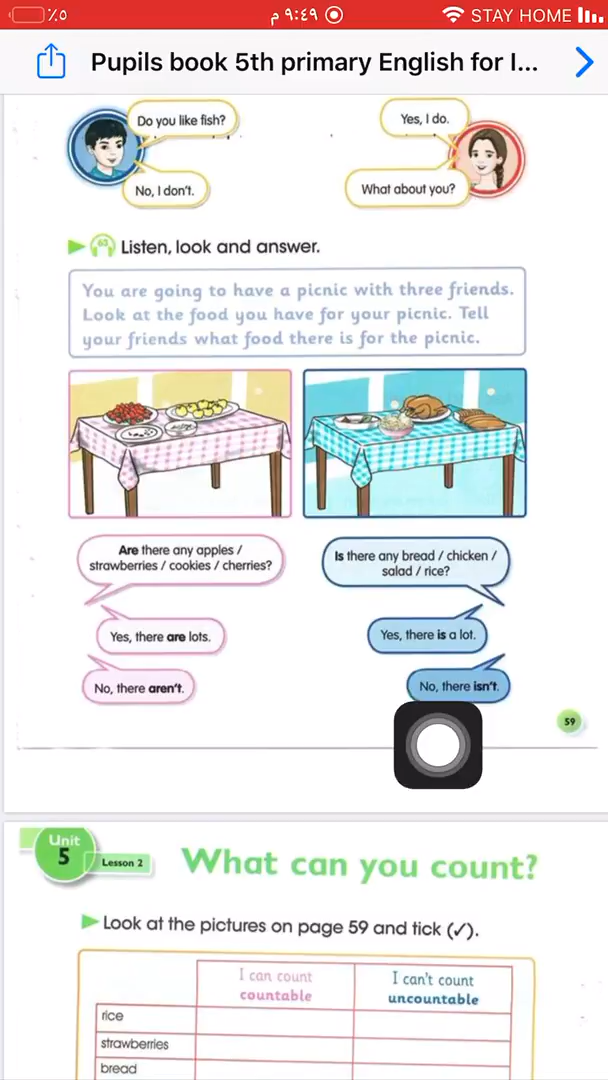 ٪٥
٩:٤٩ م
STAY HOME
Pupils book 5th primary English for I...
Do you like fish?
Yes, I do.
No, I don't.
What about you?
63
Listen, look and answer.
You are going to have a picnic with three friends.
Look at the food you have for your picnic. Tell
your friends what food there is for the picnic.
Are there any apples /
strawberries / cookies / cherries?
Is there any bread / chicken /
salad / rice?
Yes, there are lots.
Yes, there is a lot.
No, there aren't.
No, there isn't.
59
Unit
5
Lesson 2
What can you count?
Look at the pictures on page 59 and tick (✓).
I can count
countable
I can't count
uncountable
rice
strawberries
bread